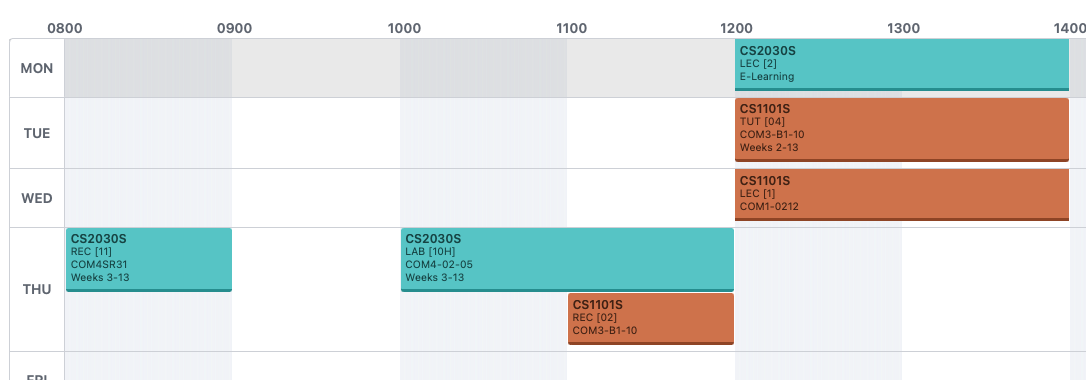 0800 0900 1000 1100 1200 1300 1400
MON
CS2030S
LEC [2]
E-Learning
TUE
CS1101S
TUT [04]
COM3-B1-10
Weeks 2-13
WED
CS1101S
LEC [1]
COM1-0212
THU
CS2030S
REC [11]
COM4SR31
Weeks 3-13
CS2030S
LAB [10H]
COM4-02-05
Weeks 3-13
CS1101S
REC [02]
COM3-B1-10
FRI